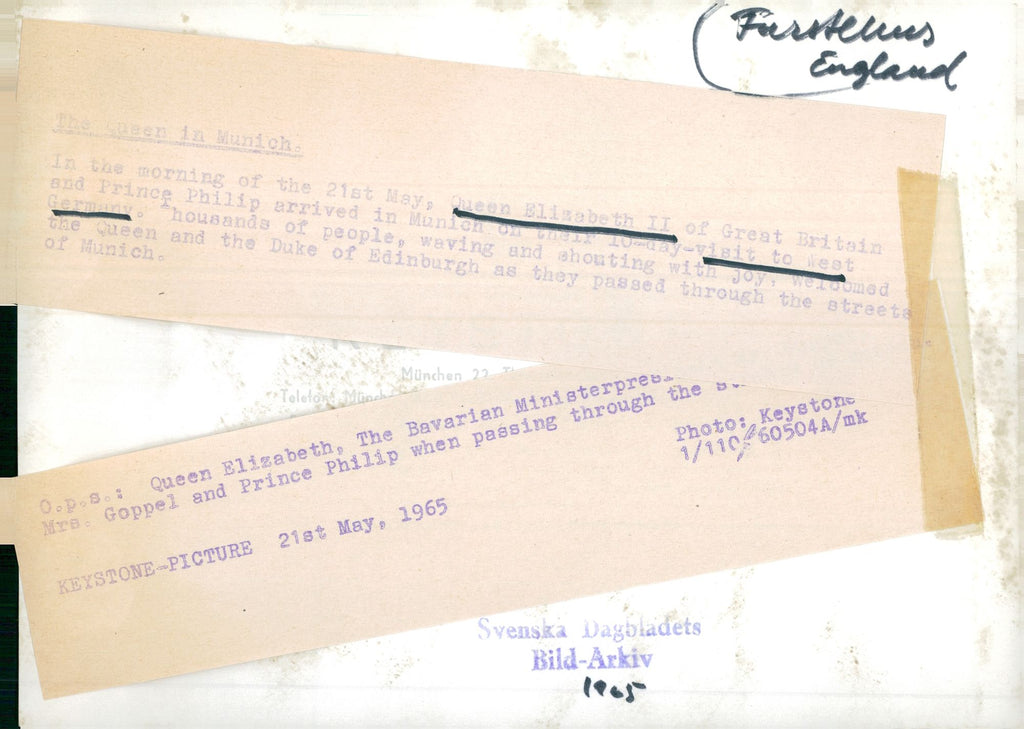 Furstehus
England
The Queen in Munich.
In the morning of the 21st May, Queen Elizabeth II of Great Britain
and Prince Philip arrived in Munich on their 10-day-visit to West
Germany. Thousands of people, waving and shouting with joy, welcomed
the Queen and the Duke of Edinburgh as they passed through the streets
of Munich.
München 22
Telefon: Münch
O.p.s.: Queen Elizabeth, The Bavarian Ministerpres
Mrs. Goppel and Prince Philip when passing through the
Photo: Keystone
1/110/60504A/mk
KEYSTONE-PICTURE 21st May, 1965
Svenska Dagbladets
Bild-Arkiv
1965